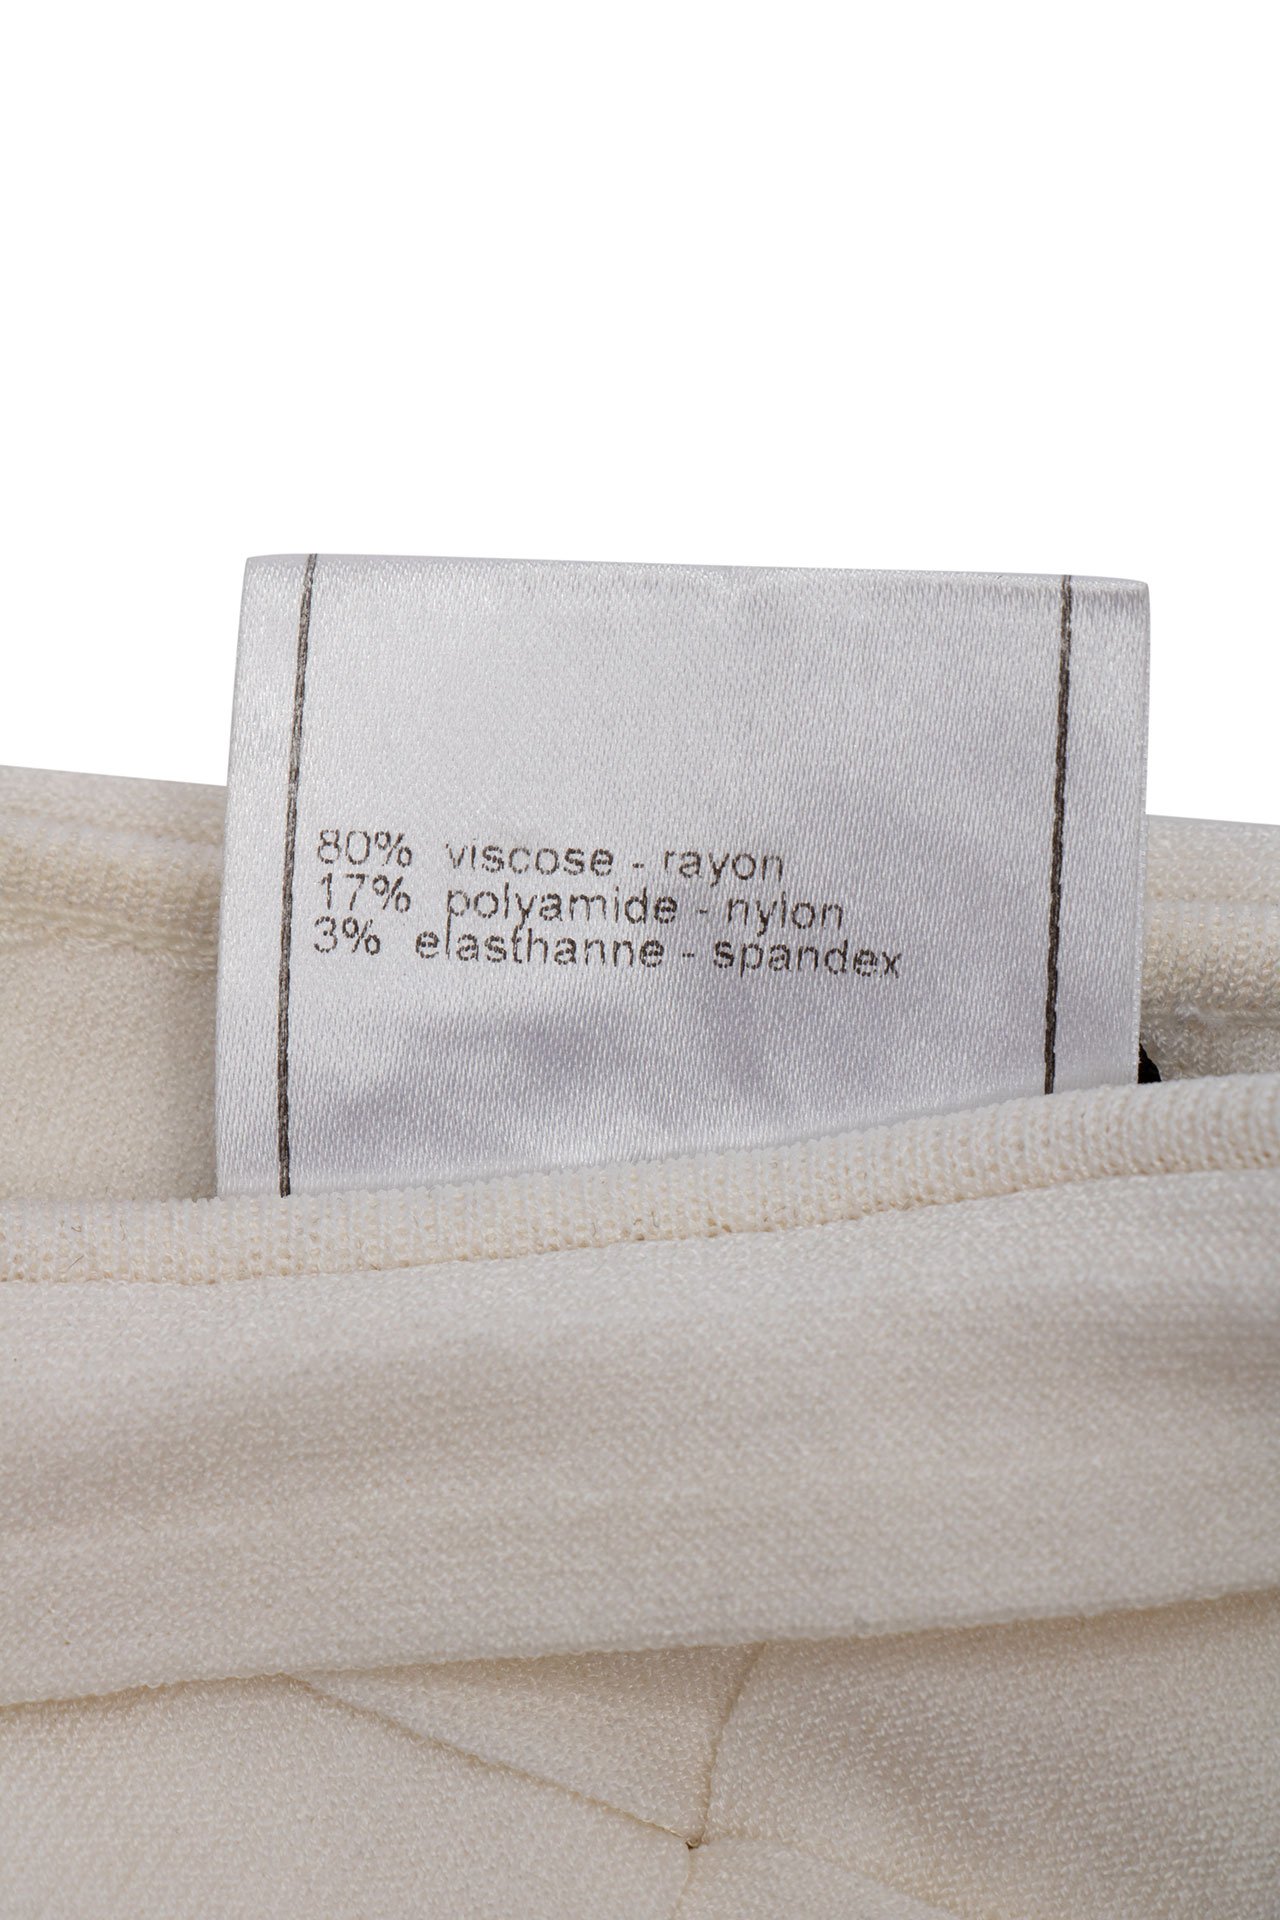 80% viscose - rayon
17% polyamide - nylon
3% elasthanne - spandex